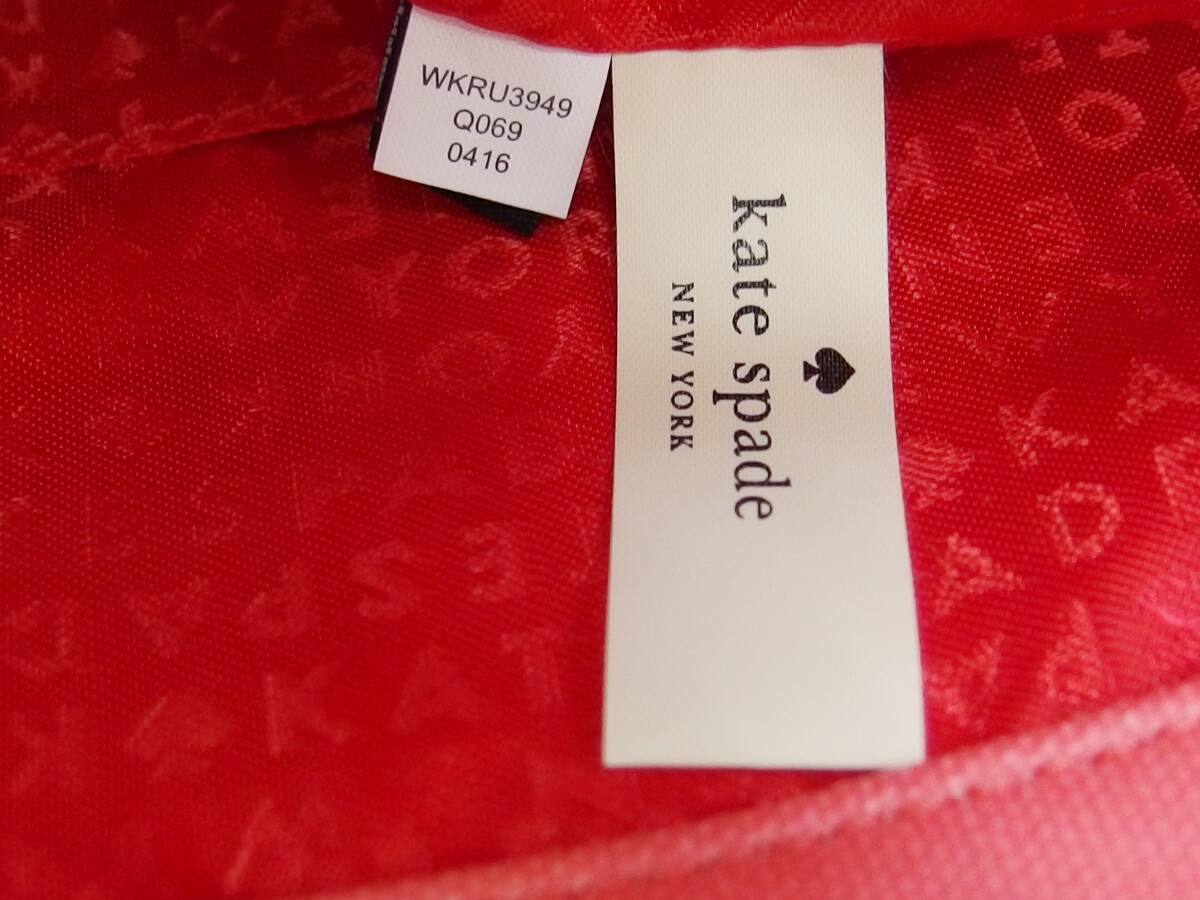 WKRU3949
Q069
0416
kate spade
NEW YORK